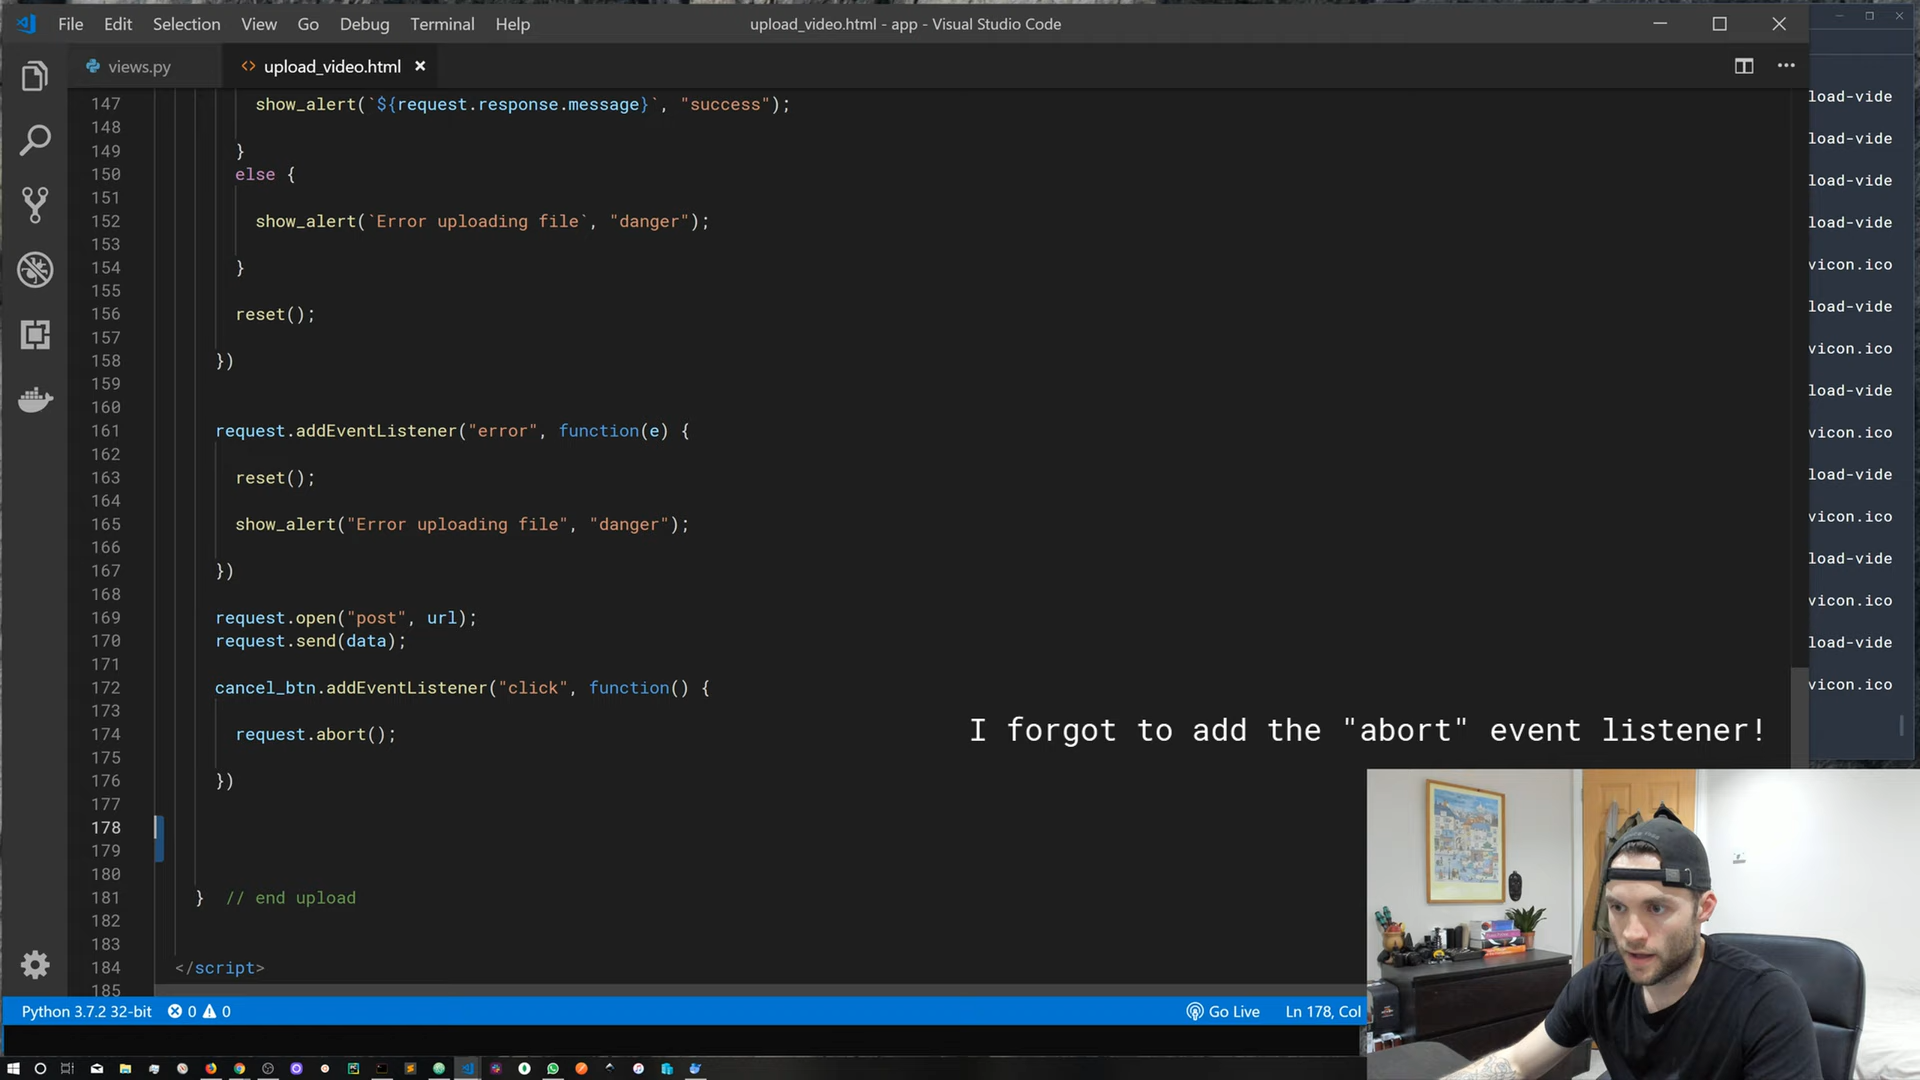 File Edit Selection View Go Debug Terminal Help
upload_video.html - app - Visual Studio Code
views.py
upload_video.html
147 show_alert(`${request.response.message}`, "success");
148
149 }
150 else {
151
152 show_alert(`Error uploading file`, "danger");
153
154 }
155
156 reset();
157
158 })
159
160
161 request.addEventListener("error", function(e) {
162
163 reset();
164
165 show_alert("Error uploading file", "danger");
166
167 })
168
169 request.open("post", url);
170 request.send(data);
171
172 cancel_btn.addEventListener("click", function() {
173
174 request.abort();
175
176 })
177
178
179
180
181 } // end upload
182
183
184 </script>
185
I forgot to add the "abort" event listener!
load-vide
load-vide
load-vide
load-vide
vicon.ico
load-vide
vicon.ico
load-vide
vicon.ico
load-vide
vicon.ico
load-vide
vicon.ico
load-vide
vicon.ico
Python 3.7.2 32-bit 0 0 Go Live Ln 178, Col